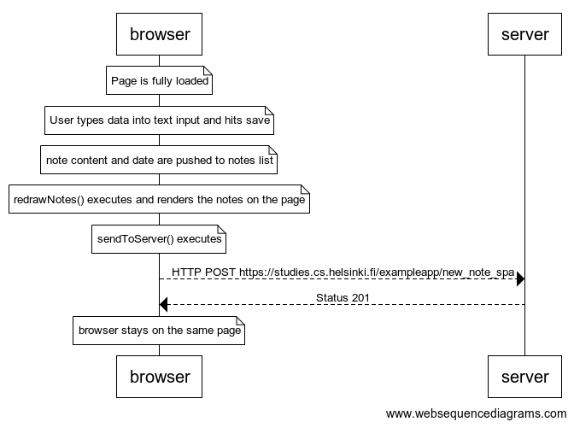 browser server
Page is fully loaded
User types data into text input and hits save
note content and date are pushed to notes list
redrawNotes() executes and renders the notes on the page
sendToServer() executes
HTTP POST https://studies.cs.helsinki.fi/exampleapp/new_note_spa
Status 201
browser stays on the same page
browser server
www.websequencediagrams.com